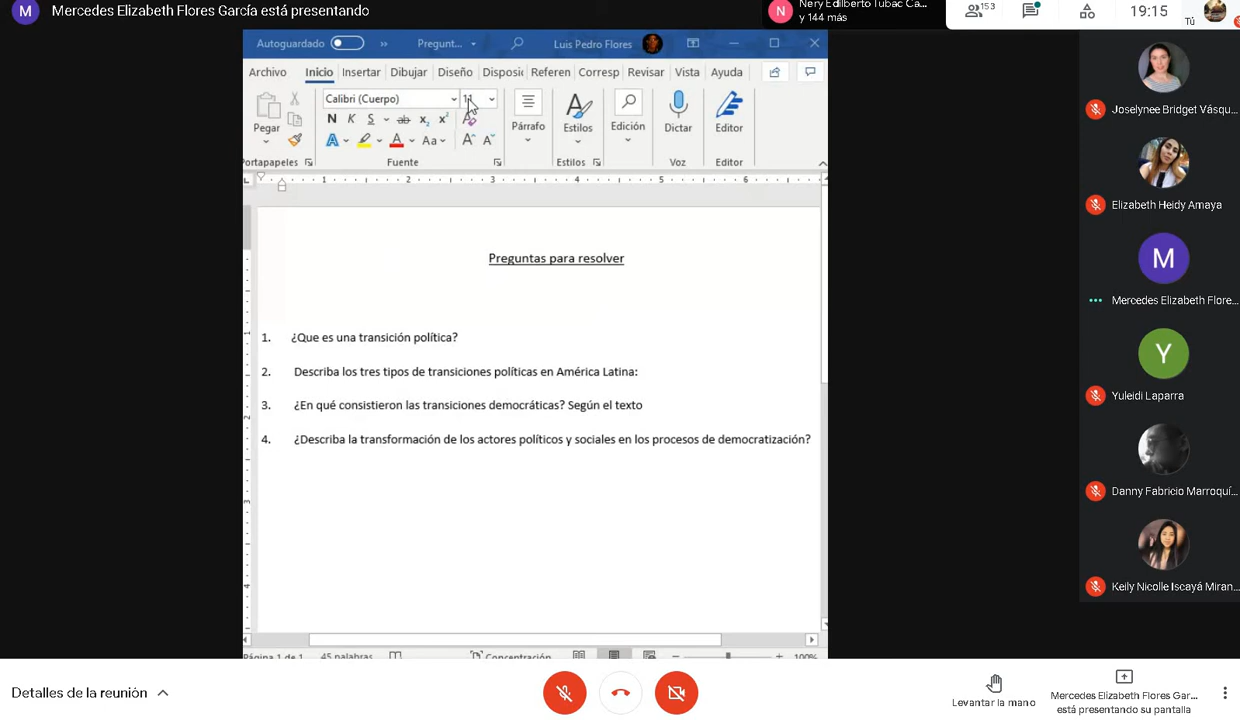 M Mercedes Elizabeth Flores García está presentando
N Nery Edilberto Tubac Ca...
y 144 más
153
19:15
Tú
Autoguardado
Pregunt...
Luis Pedro Flores
Archivo Inicio Insertar Dibujar Diseño Disposic Referen Corresp Revisar Vista Ayuda
Calibri (Cuerpo) 11
N K S ab x₂ x²
A A Aa A A
Pegar
Párrafo
Estilos
Edición
Dictar
Editor
Portapapeles Fuente Estilos Voz Editor
1 2 3 4 5 6
Preguntas para resolver
1. ¿Que es una transición política?
2. Describa los tres tipos de transiciones políticas en América Latina:
3. ¿En qué consistieron las transiciones democráticas? Según el texto
4. ¿Describa la transformación de los actores políticos y sociales en los procesos de democratización?
Página 1 de 1 45 palabras Concentración 100%
Joselynee Bridget Vásqu...
Elizabeth Heidy Amaya
M
Mercedes Elizabeth Flore...
Y
Yuleidi Laparra
Danny Fabricio Marroquí...
Keily Nicolle Iscayá Miran...
Detalles de la reunión
Levantar la mano
Mercedes Elizabeth Flores Gar...
está presentando su pantalla